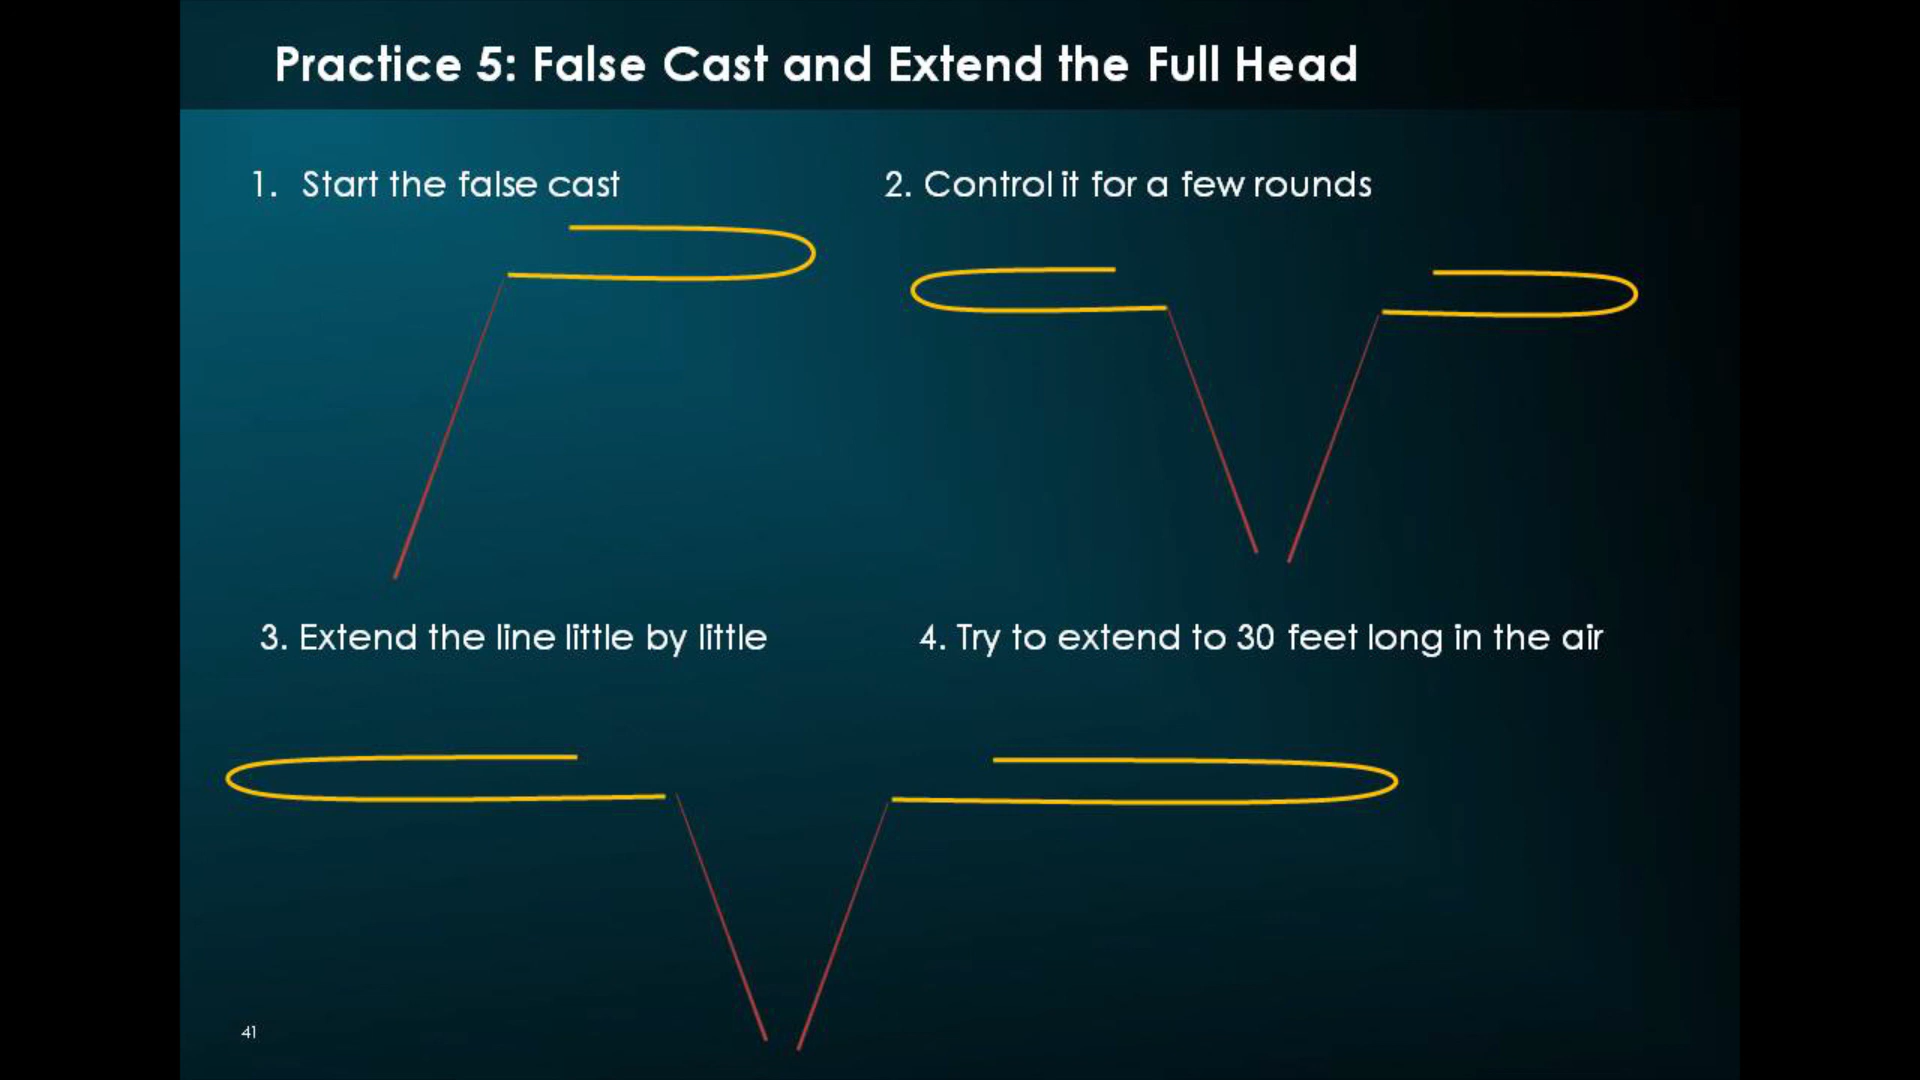 Practice 5: False Cast and Extend the Full Head
1. Start the false cast
2. Control it for a few rounds
3. Extend the line little by little
4. Try to extend to 30 feet long in the air
41